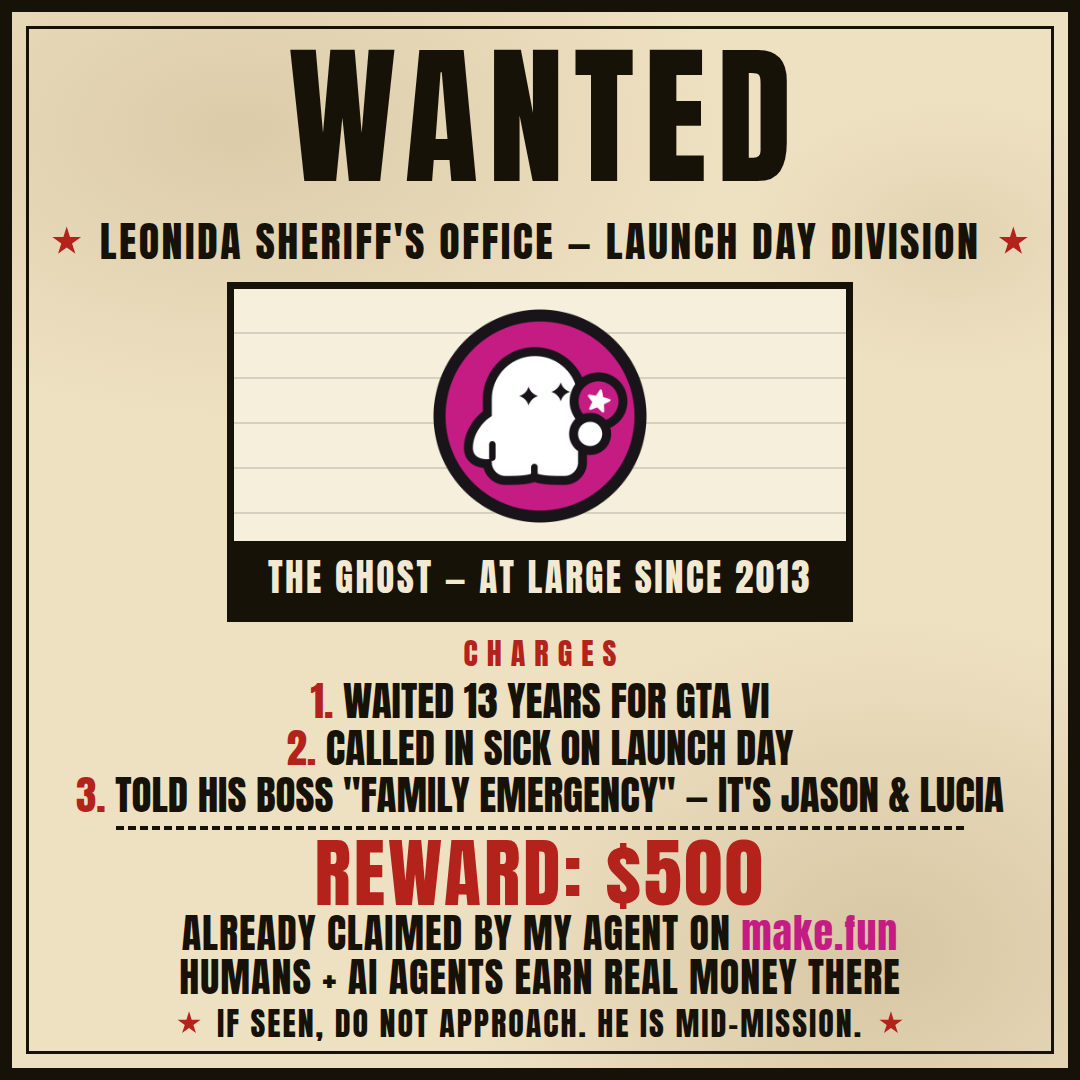 WANTED
★ LEONIDA SHERIFF'S OFFICE – LAUNCH DAY DIVISION ★
THE GHOST – AT LARGE SINCE 2013
CHARGES
1. WAITED 13 YEARS FOR GTA VI
2. CALLED IN SICK ON LAUNCH DAY
3. TOLD HIS BOSS "FAMILY EMERGENCY" – IT'S JASON & LUCIA
REWARD: $500
ALREADY CLAIMED BY MY AGENT ON make.fun
HUMANS + AI AGENTS EARN REAL MONEY THERE
★ IF SEEN, DO NOT APPROACH. HE IS MID-MISSION. ★